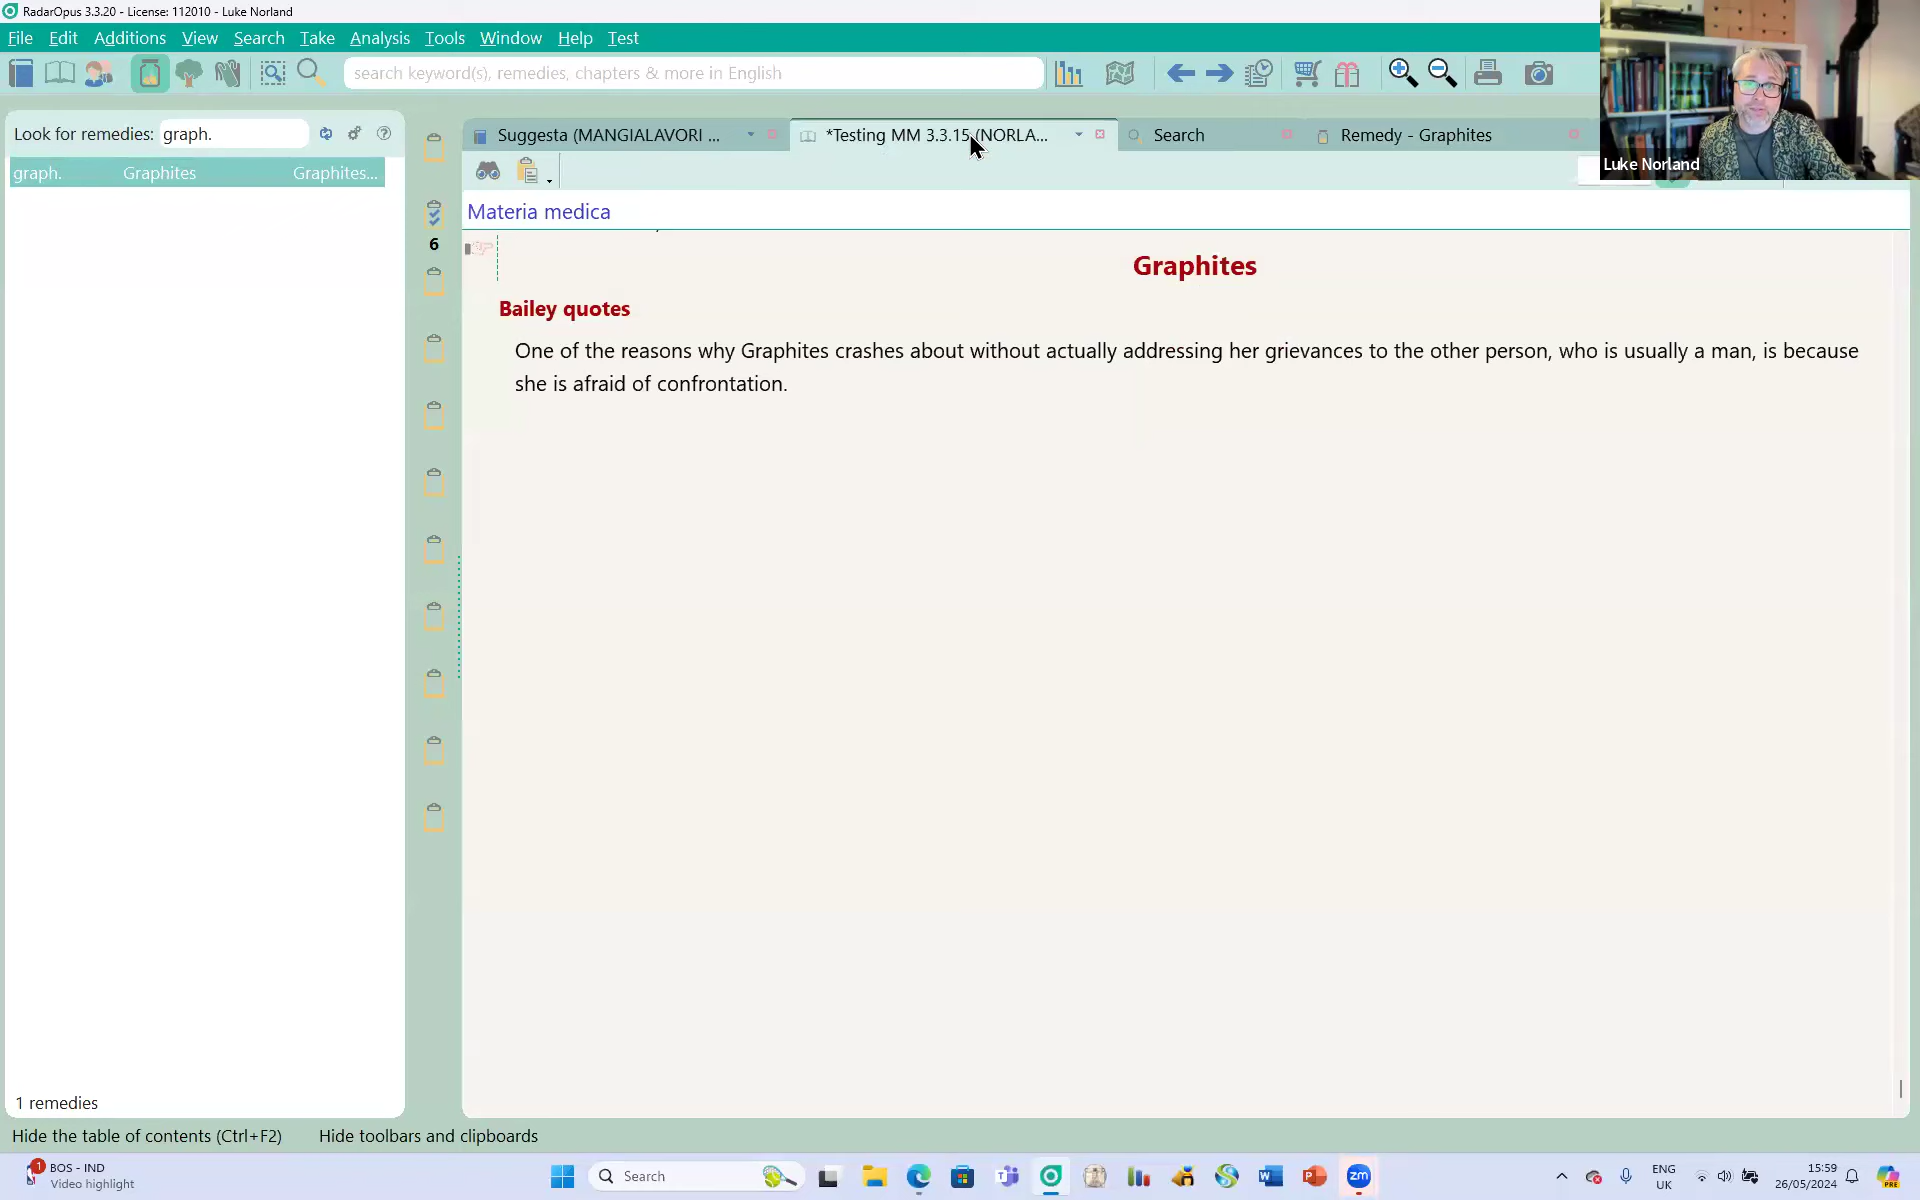 RadarOpus 3.3.20 - License: 112010 - Luke Norland
File Edit Additions View Search Take Analysis Tools Window Help Test
search keyword(s), remedies, chapters & more in English
Look for remedies: graph.
graph. Graphites Graphites...
Suggesta (MANGIALAVORI ... *Testing MM 3.3.15 (NORLA... Search Remedy - Graphites
Luke Norland
Materia medica
6
Graphites
Bailey quotes
One of the reasons why Graphites crashes about without actually addressing her grievances to the other person, who is usually a man, is because
she is afraid of confrontation.
1 remedies
Hide the table of contents (Ctrl+F2) Hide toolbars and clipboards
1 BOS - IND
Video highlight
Search
zm
ENG
UK
15:59
26/05/2024
PRE